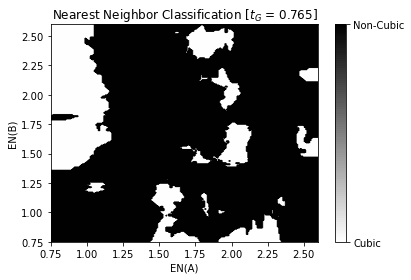 Nearest Neighbor Classification [t_G = 0.765]
Non-Cubic
2.50
2.25
2.00
1.75
1.50
1.25
1.00
0.75
EN(B)
Cubic
0.75 1.00 1.25 1.50 1.75 2.00 2.25 2.50
EN(A)